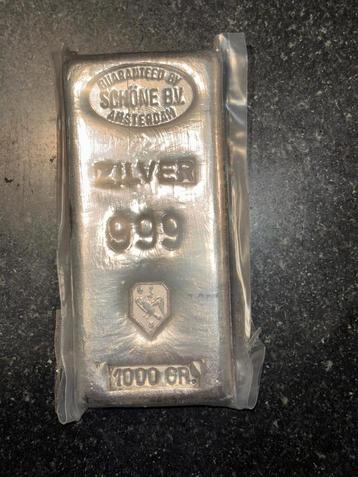 GUARANTEED BY
SCHÖNE B.V.
AMSTERDAM
ZILVER
999
1000 GR.